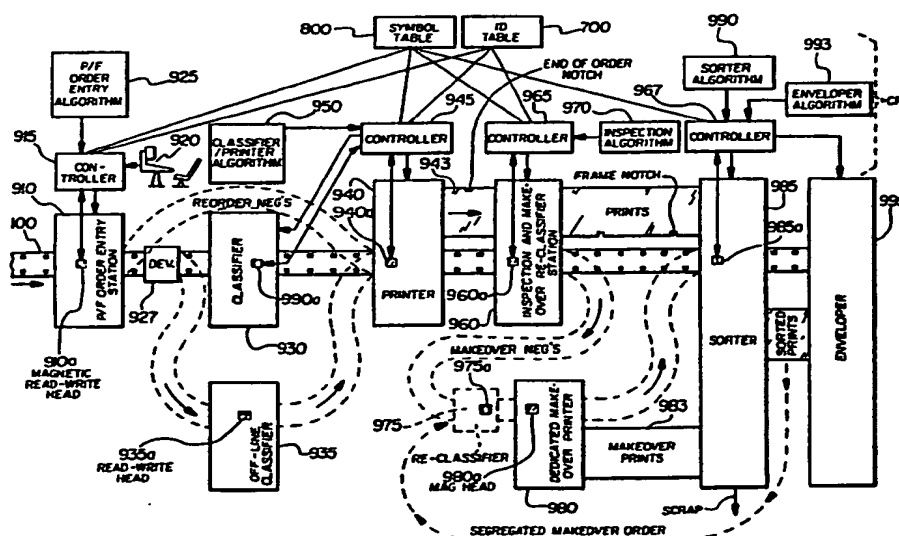 800
SYMBOL
TABLE
ID
TABLE
700
990
P/F
ORDER
ENTRY
ALGORITHM
925
SORTER
ALGORITHM
993
ENVELOPER
ALGORITHM
END OF ORDER
NOTCH
950
945
965
970
967
915
920
CLASSIFIER
/PRINTER
ALGORITHM
CONTROLLER
CONTROLLER
INSPECTION
ALGORITHM
CONTROLLER
CON-
TROLLER
943
910
940
940a
REORDER NEG'S
FRAME NOTCH
PRINTS
985
985a
100
P/F ORDER ENTRY
STATION
DEV.
927
CLASSIFIER
990a
930
PRINTER
INSPECTION AND MAKE-
OVER RE-CLASSIFIER
STATION
960a
960
SORTER
SORTED
PRINTS
ENVELOPER
910a
MAGNETIC
READ-WRITE
HEAD
MAKEOVER NEG'S
975a
975
RE-CLASSIFIER
980a
MAG HEAD
DEDICATED MAKE-
OVER PRINTER
983
MAKEOVER
PRINTS
935a
READ-WRITE
HEAD
OFF-LINE
CLASSIFIER
935
980
SCRAP
SEGREGATED MAKEOVER ORDER